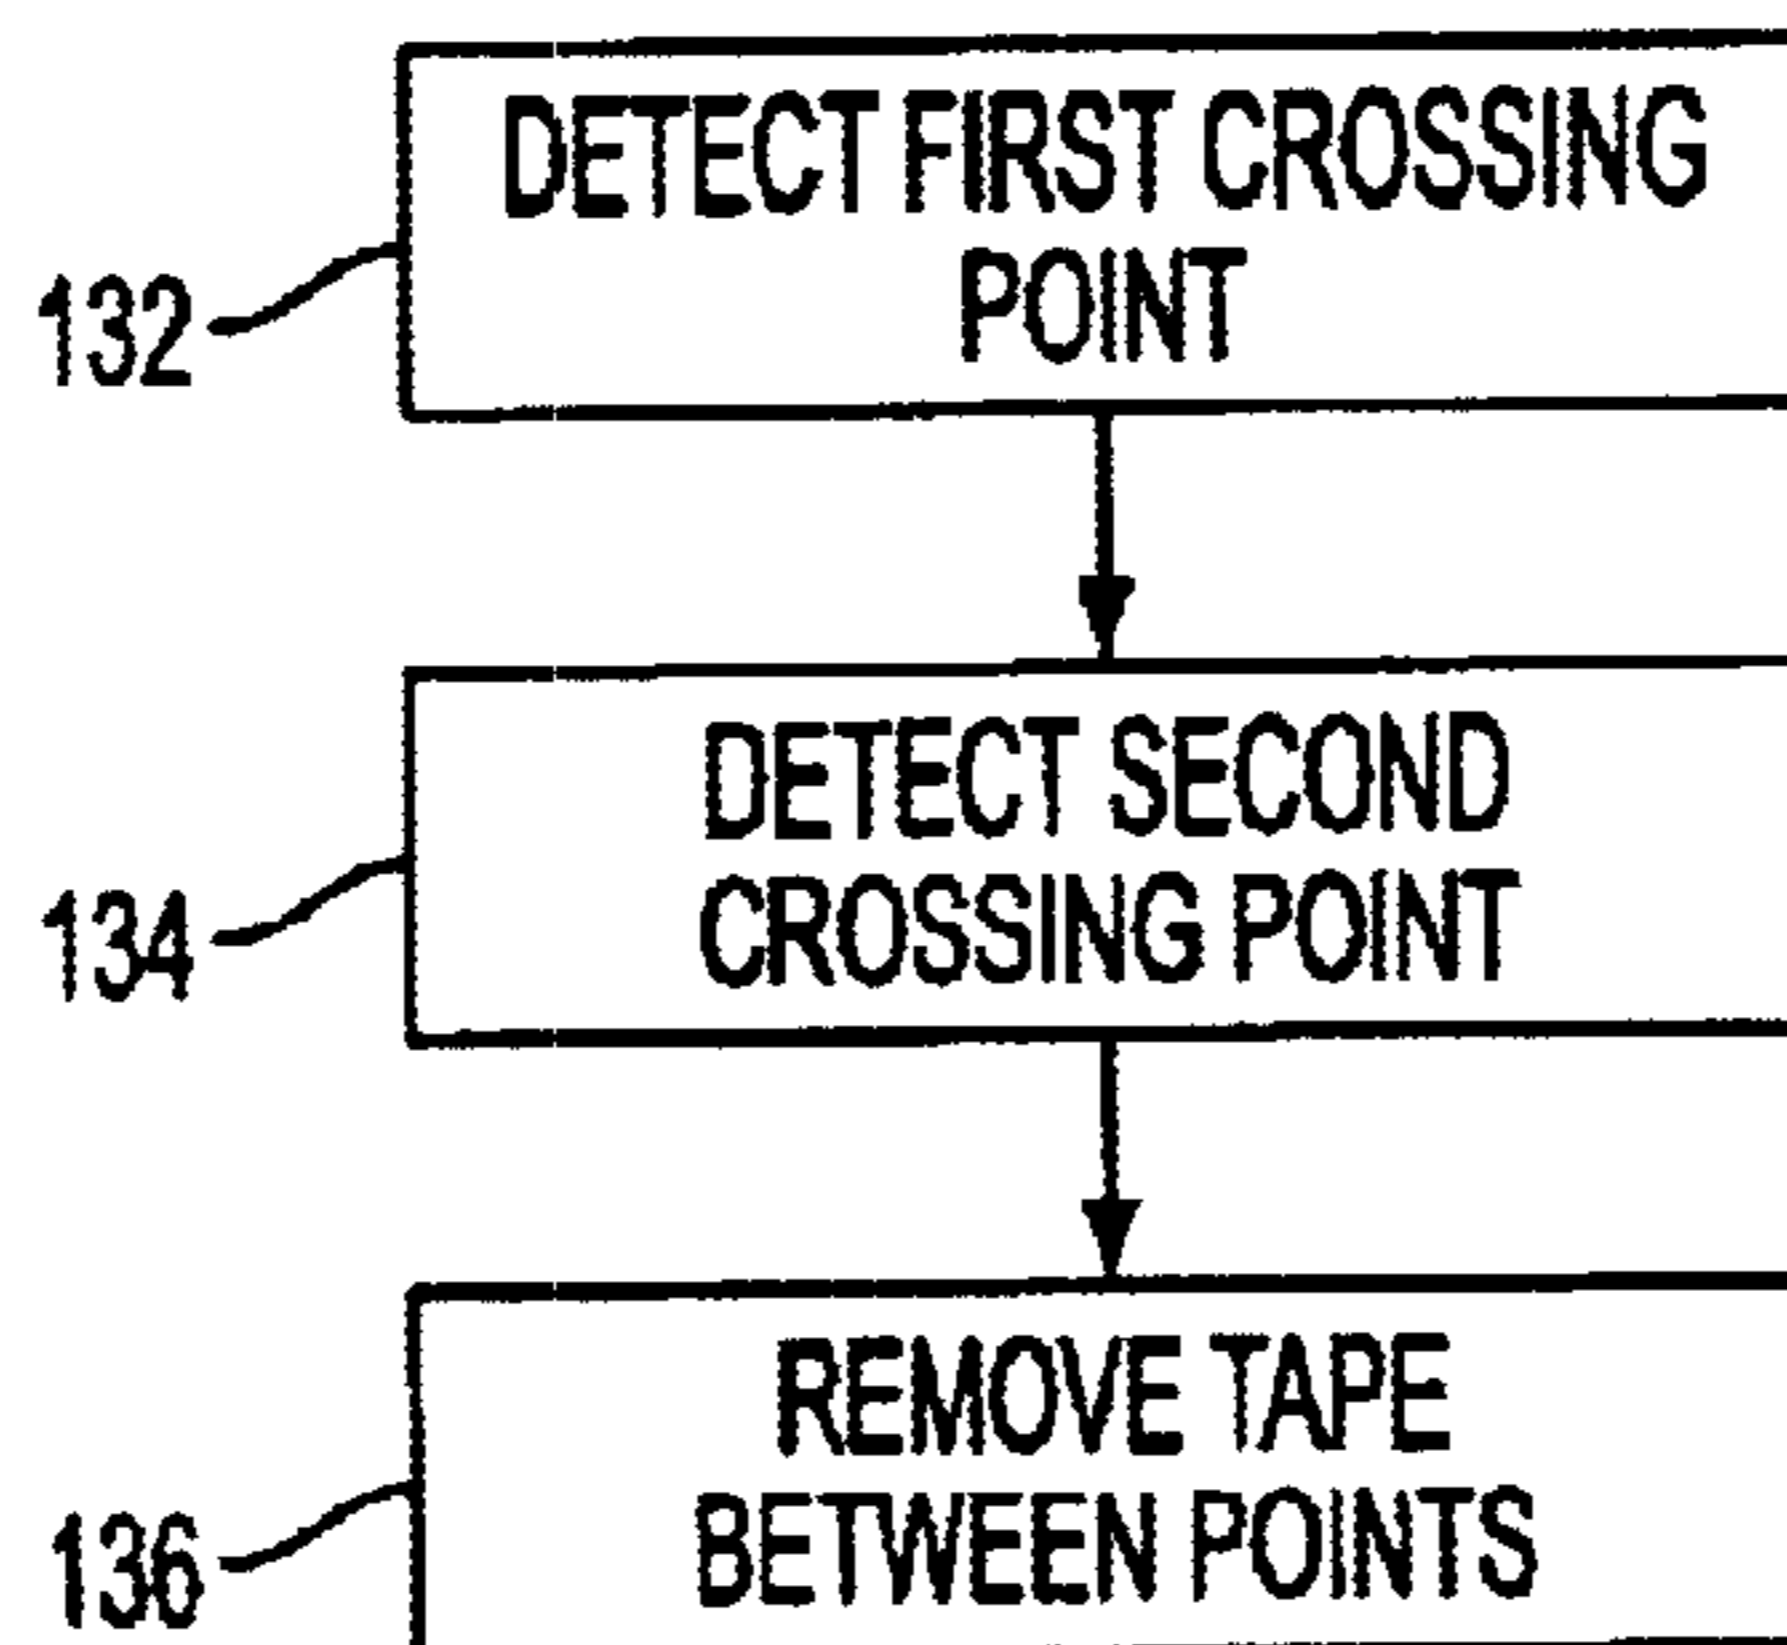 DETECT FIRST CROSSING
POINT
132
DETECT SECOND
CROSSING POINT
134
REMOVE TAPE
BETWEEN POINTS
136